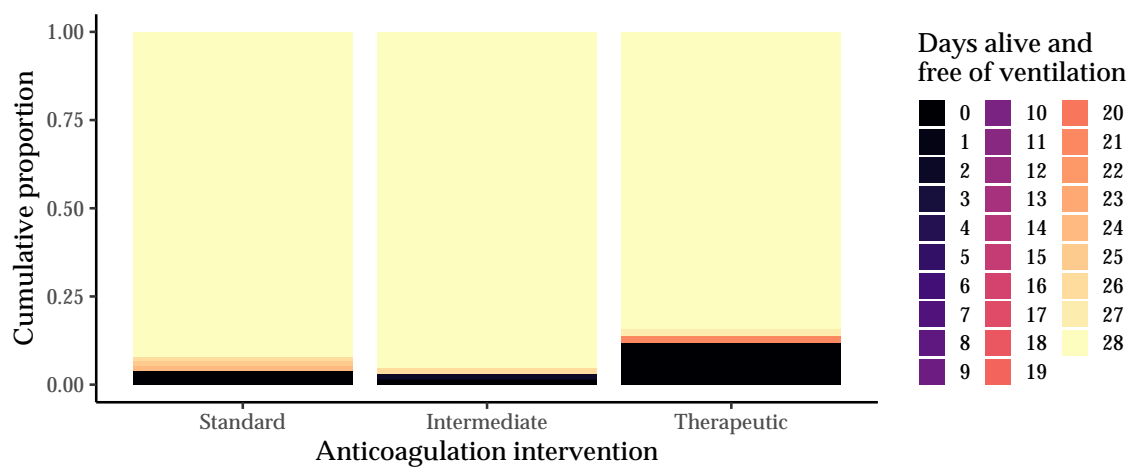 1.00
0.75
0.50
0.25
0.00
Cumulative proportion
Standard Intermediate Therapeutic
Anticoagulation intervention
Days alive and
free of ventilation
0 10 20
1 11 21
2 12 22
3 13 23
4 14 24
5 15 25
6 16 26
7 17 27
8 18 28
9 19